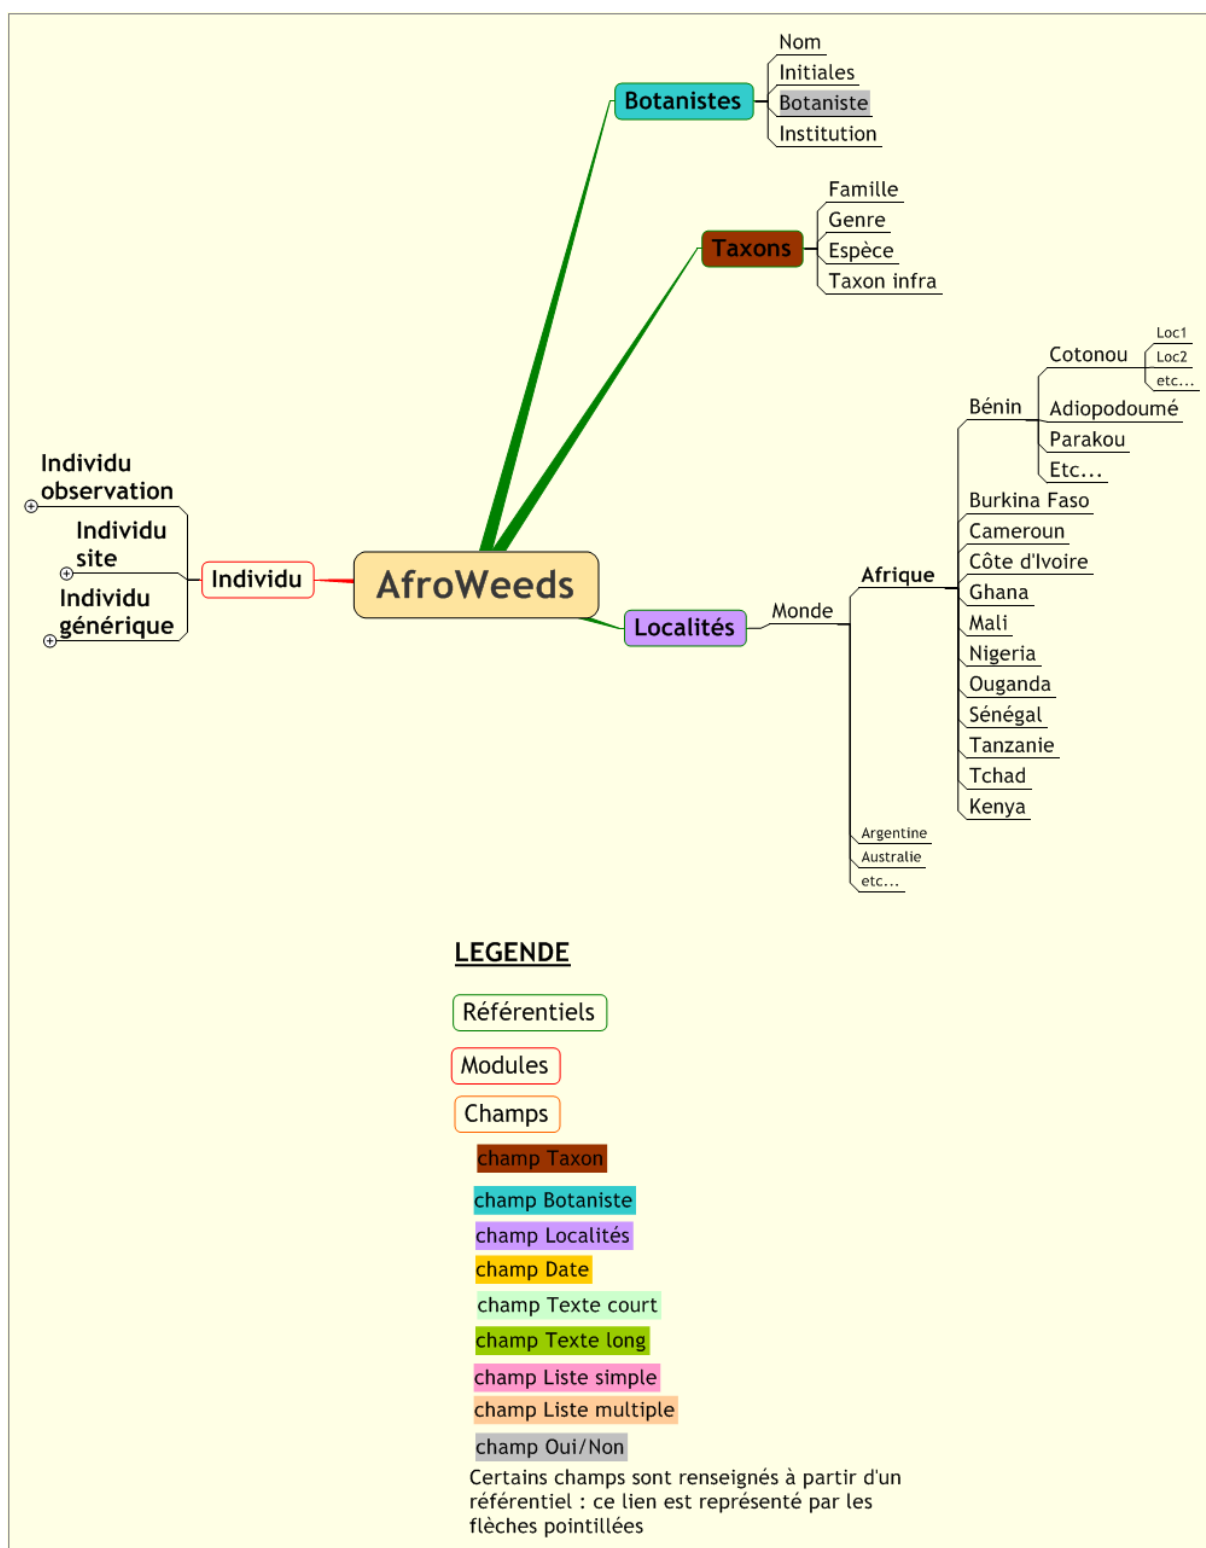 Nom
Initiales
Botanistes
Botaniste
Institution
Famille
Genre
Taxons
Espèce
Taxon infra
Loc1
Cotonou
Loc2
etc...
Bénin
Adiopodoumé
Parakou
Etc...
Individu
observation
Individu
site
Individu
Individu
générique
AfroWeeds
Localités
Monde
Afrique
Burkina Faso
Cameroun
Côte d'Ivoire
Ghana
Mali
Nigeria
Ouganda
Sénégal
Tanzanie
Tchad
Kenya
Argentine
Australie
etc...
LEGENDE
Référentiels
Modules
Champs
champ Taxon
champ Botaniste
champ Localités
champ Date
champ Texte court
champ Texte long
champ Liste simple
champ Liste multiple
champ Oui/Non
Certains champs sont renseignés à partir d'un
référentiel : ce lien est représenté par les
flèches pointillées